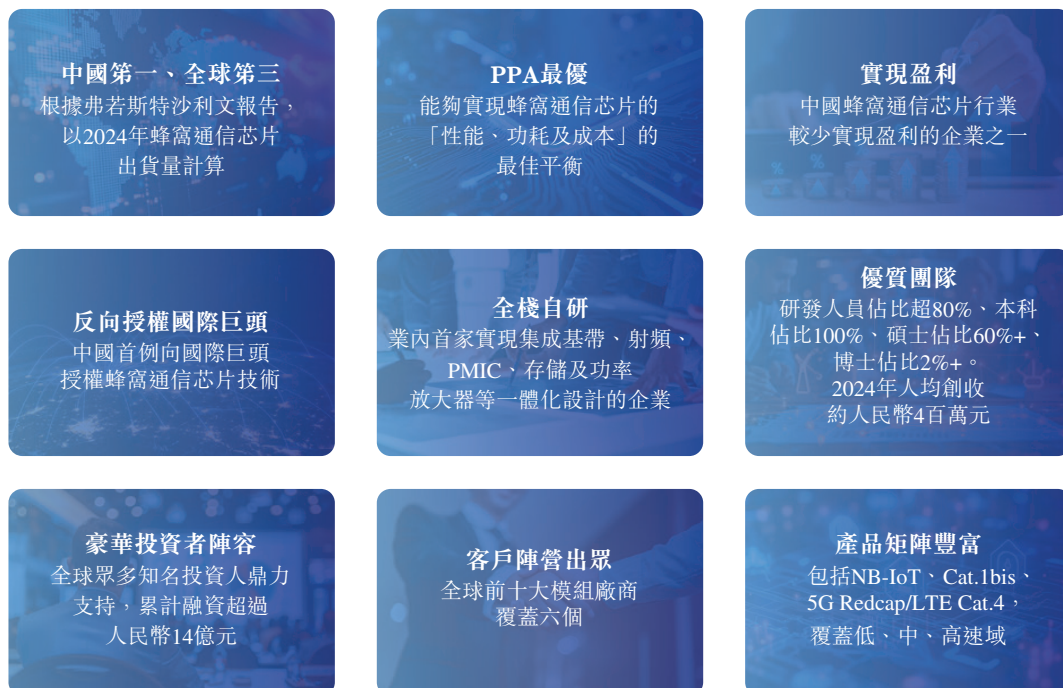 中國第一、全球第三
根據弗若斯特沙利文報告，
以2024年蜂窩通信芯片
出貨量計算
PPA最優
能夠實現蜂窩通信芯片的
「性能、功耗及成本」的
最佳平衡
實現盈利
中國蜂窩通信芯片行業
較少實現盈利的企業之一
反向授權國際巨頭
中國首例向國際巨頭
授權蜂窩通信芯片技術
全棧自研
業內首家實現集成基帶、射頻、
PMIC、存儲及功率
放大器等一體化設計的企業
優質團隊
研發人員佔比超80%、本科
佔比100%、碩士佔比60%+、
博士佔比2%+。
2024年人均創收
約人民幣4百萬元
豪華投資者陣容
全球眾多知名投資人鼎力
支持，累計融資超過
人民幣14億元
客戶陣營出眾
全球前十大模組廠商
覆蓋六個
產品矩陣豐富
包括NB-IoT、Cat.1bis、
5G Redcap/LTE Cat.4，
覆蓋低、中、高速域